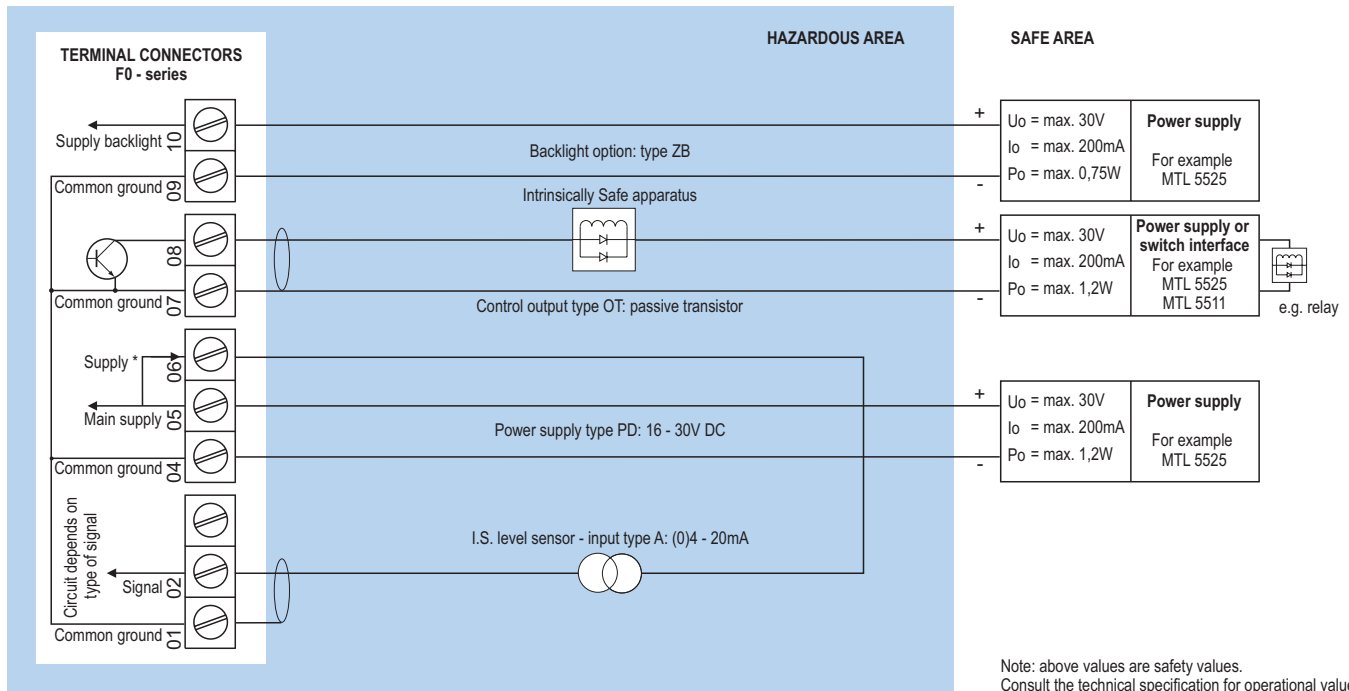 HAZARDOUS AREA
SAFE AREA
TERMINAL CONNECTORS
F0 - series
Supply backlight
10
Common ground
09
08
Common ground
07
Supply *
06
Main supply
05
Common ground
04
Circuit depends on
type of signal
Signal
02
Common ground
01
Backlight option: type ZB
Intrinsically Safe apparatus
Control output type OT: passive transistor
Power supply type PD: 16 - 30V DC
I.S. level sensor - input type A: (0)4 - 20mA
+
-
Uo = max. 30V
Io = max. 200mA
Po = max. 0,75W
Power supply
For example
MTL 5525
+
-
Uo = max. 30V
Io = max. 200mA
Po = max. 1,2W
Power supply or
switch interface
For example
MTL 5525
MTL 5511
e.g. relay
+
-
Uo = max. 30V
Io = max. 200mA
Po = max. 1,2W
Power supply
For example
MTL 5525
Note: above values are safety values.
Consult the technical specification for operational value